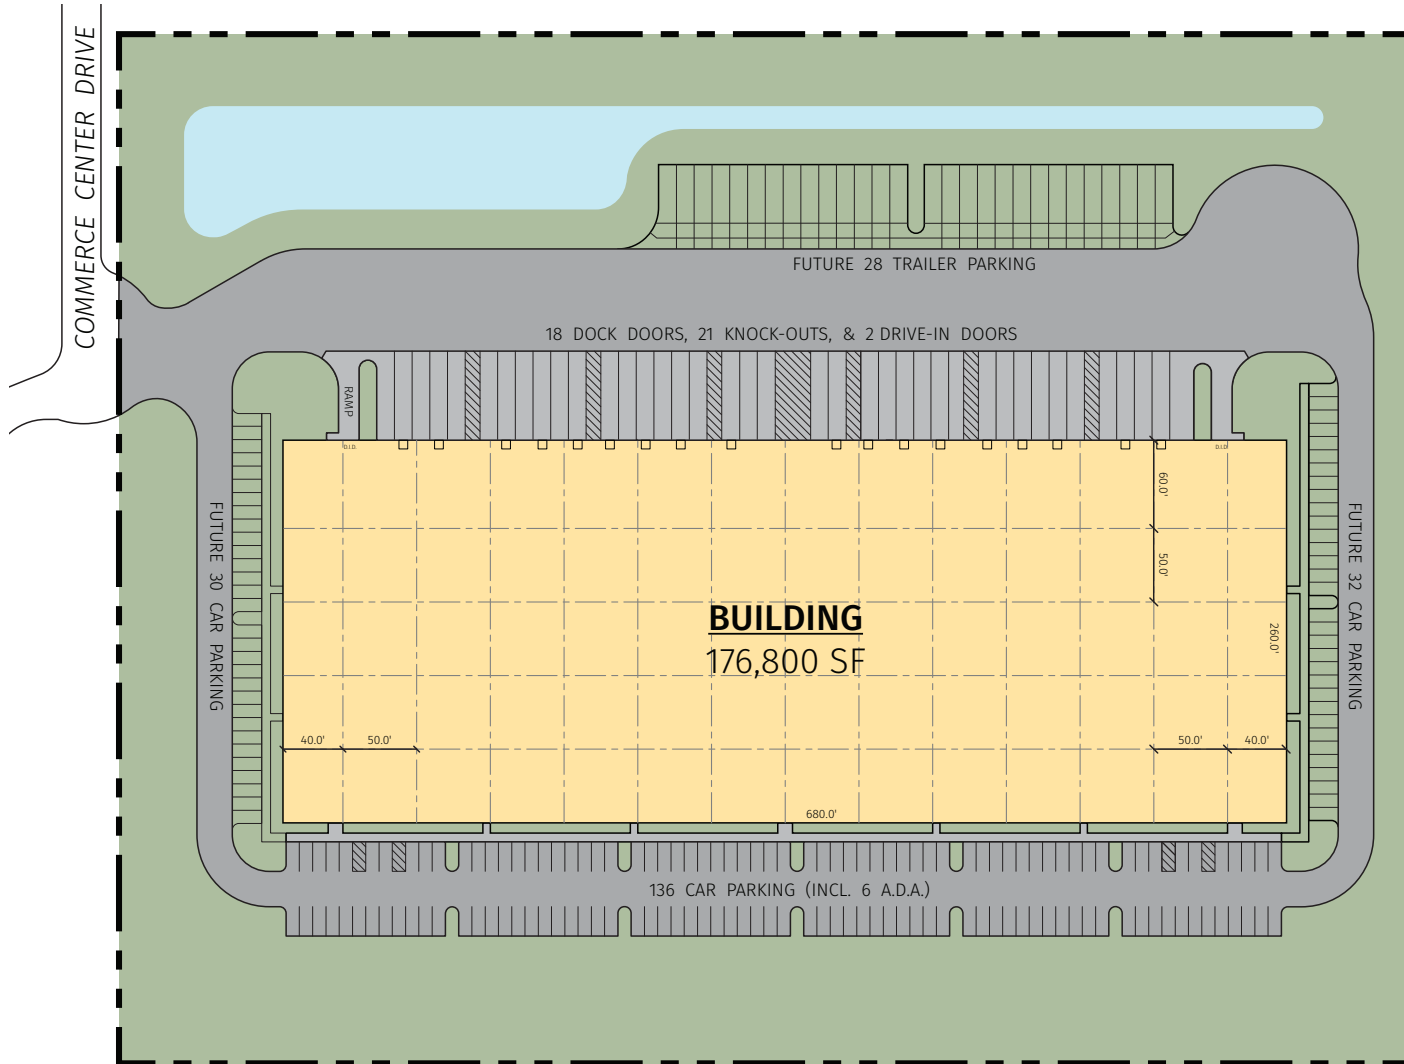 COMMERCE CENTER DRIVE
FUTURE 28 TRAILER PARKING
18 DOCK DOORS, 21 KNOCK-OUTS, & 2 DRIVE-IN DOORS
RAMP
D.I.D.
D.I.D.
60.0'
50.0'
FUTURE 30 CAR PARKING
FUTURE 32 CAR PARKING
BUILDING
176,800 SF
260.0'
40.0'
50.0'
50.0'
40.0'
680.0'
136 CAR PARKING (INCL. 6 A.D.A.)